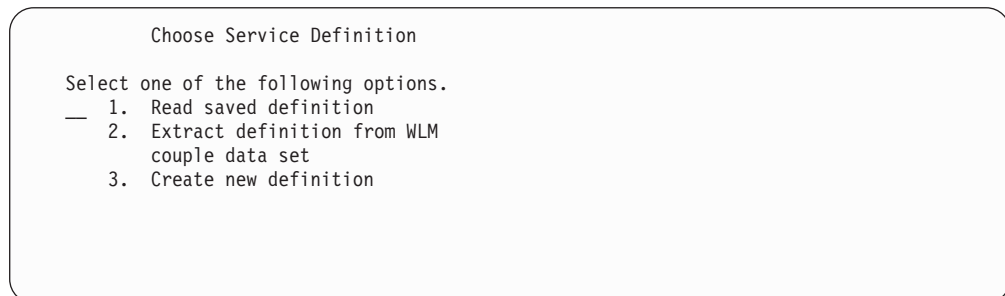 Choose Service Definition
Select one of the following options.
__ 1. Read saved definition
2. Extract definition from WLM
couple data set
3. Create new definition